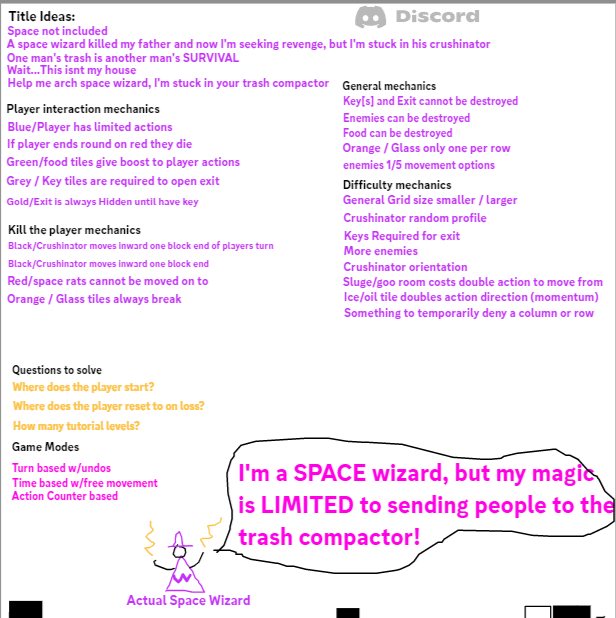 Title Ideas:
Space not included
A space wizard killed my father and now I'm seeking revenge, but I'm stuck in his crushinator
One man's trash is another man's SURVIVAL
Wait...This isnt my house
Help me arch space wizard, I'm stuck in your trash compactor
Discord
Player interaction mechanics
Blue/Player has limited actions
If player ends round on red they die
Green/food tiles give boost to player actions
Grey / Key tiles are required to open exit
Gold/Exit is always Hidden until have key
Kill the player mechanics
Black/Crushinator moves inward one block end of players turn
Black/Crushinator moves inward one block end
Red/space rats cannot be moved on to
Orange / Glass tiles always break
General mechanics
Key[s] and Exit cannot be destroyed
Enemies can be destroyed
Food can be destroyed
Orange / Glass only one per row
enemies 1/5 movement options
Difficulty mechanics
General Grid size smaller / larger
Crushinator random profile
Keys Required for exit
More enemies
Crushinator orientation
Sluge/goo room costs double action to move from
Ice/oil tile doubles action direction (momentum)
Something to temporarily deny a column or row
Questions to solve
Where does the player start?
Where does the player reset to on loss?
How many tutorial levels?
Game Modes
Turn based w/undos
Time based w/free movement
Action Counter based
I'm a SPACE wizard, but my magic
is LIMITED to sending people to the
trash compactor!
W
Actual Space Wizard